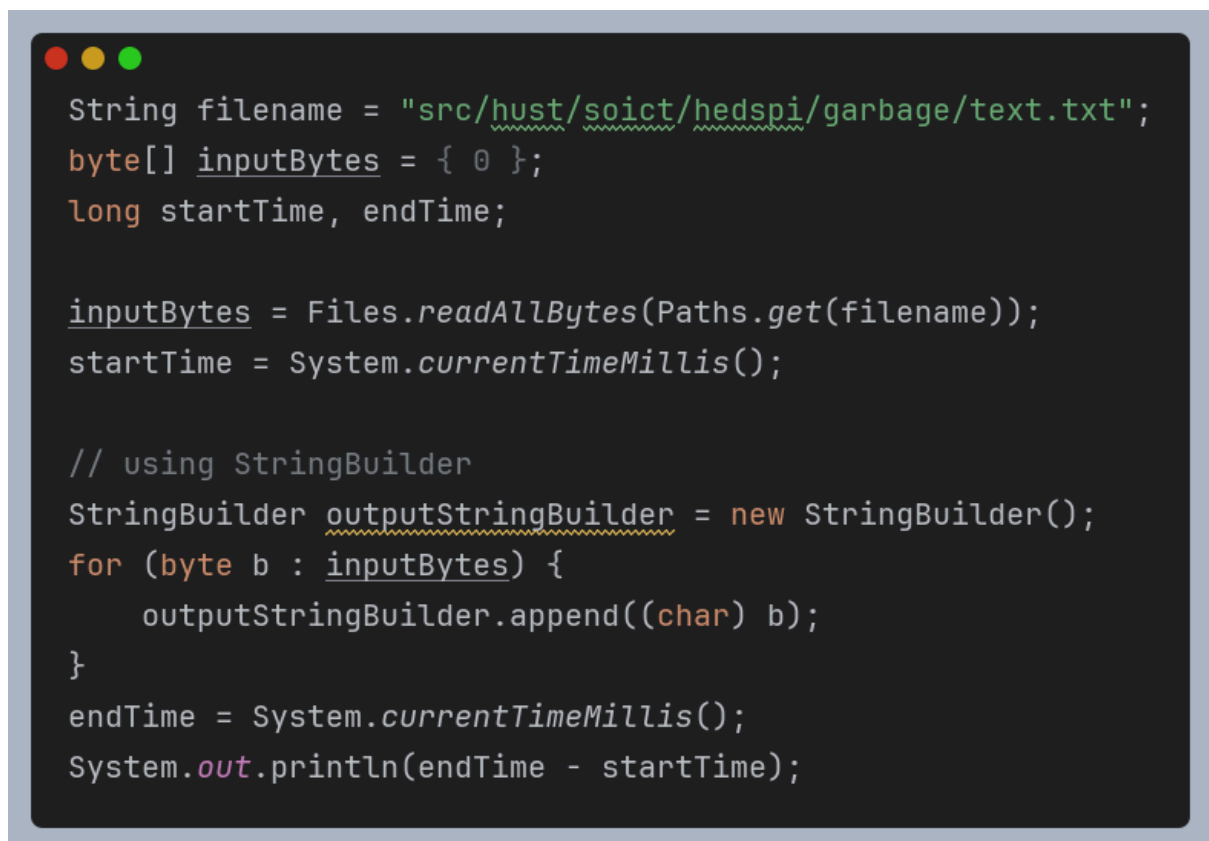 String filename = "src/hust/soict/hedspi/garbage/text.txt";
byte[] inputBytes = { 0 };
long startTime, endTime;
inputBytes = Files.readAllBytes(Paths.get(filename));
startTime = System.currentTimeMillis();
// using StringBuilder
StringBuilder outputStringBuilder = new StringBuilder();
for (byte b : inputBytes) {
    outputStringBuilder.append((char) b);
}
endTime = System.currentTimeMillis();
System.out.println(endTime - startTime);